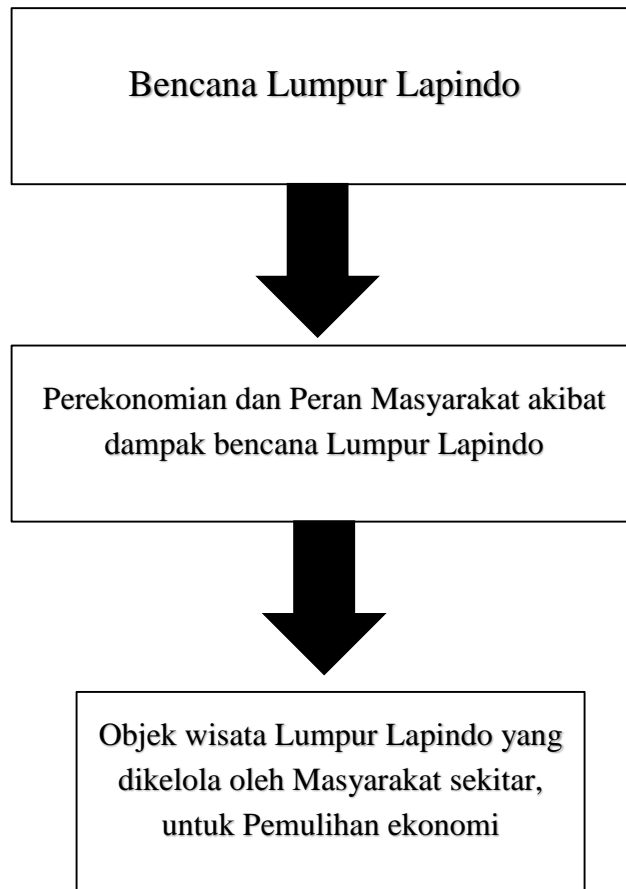 Bencana Lumpur Lapindo
Perekonomian dan Peran Masyarakat akibat
dampak bencana Lumpur Lapindo
Objek wisata Lumpur Lapindo yang
dikelola oleh Masyarakat sekitar,
untuk Pemulihan ekonomi